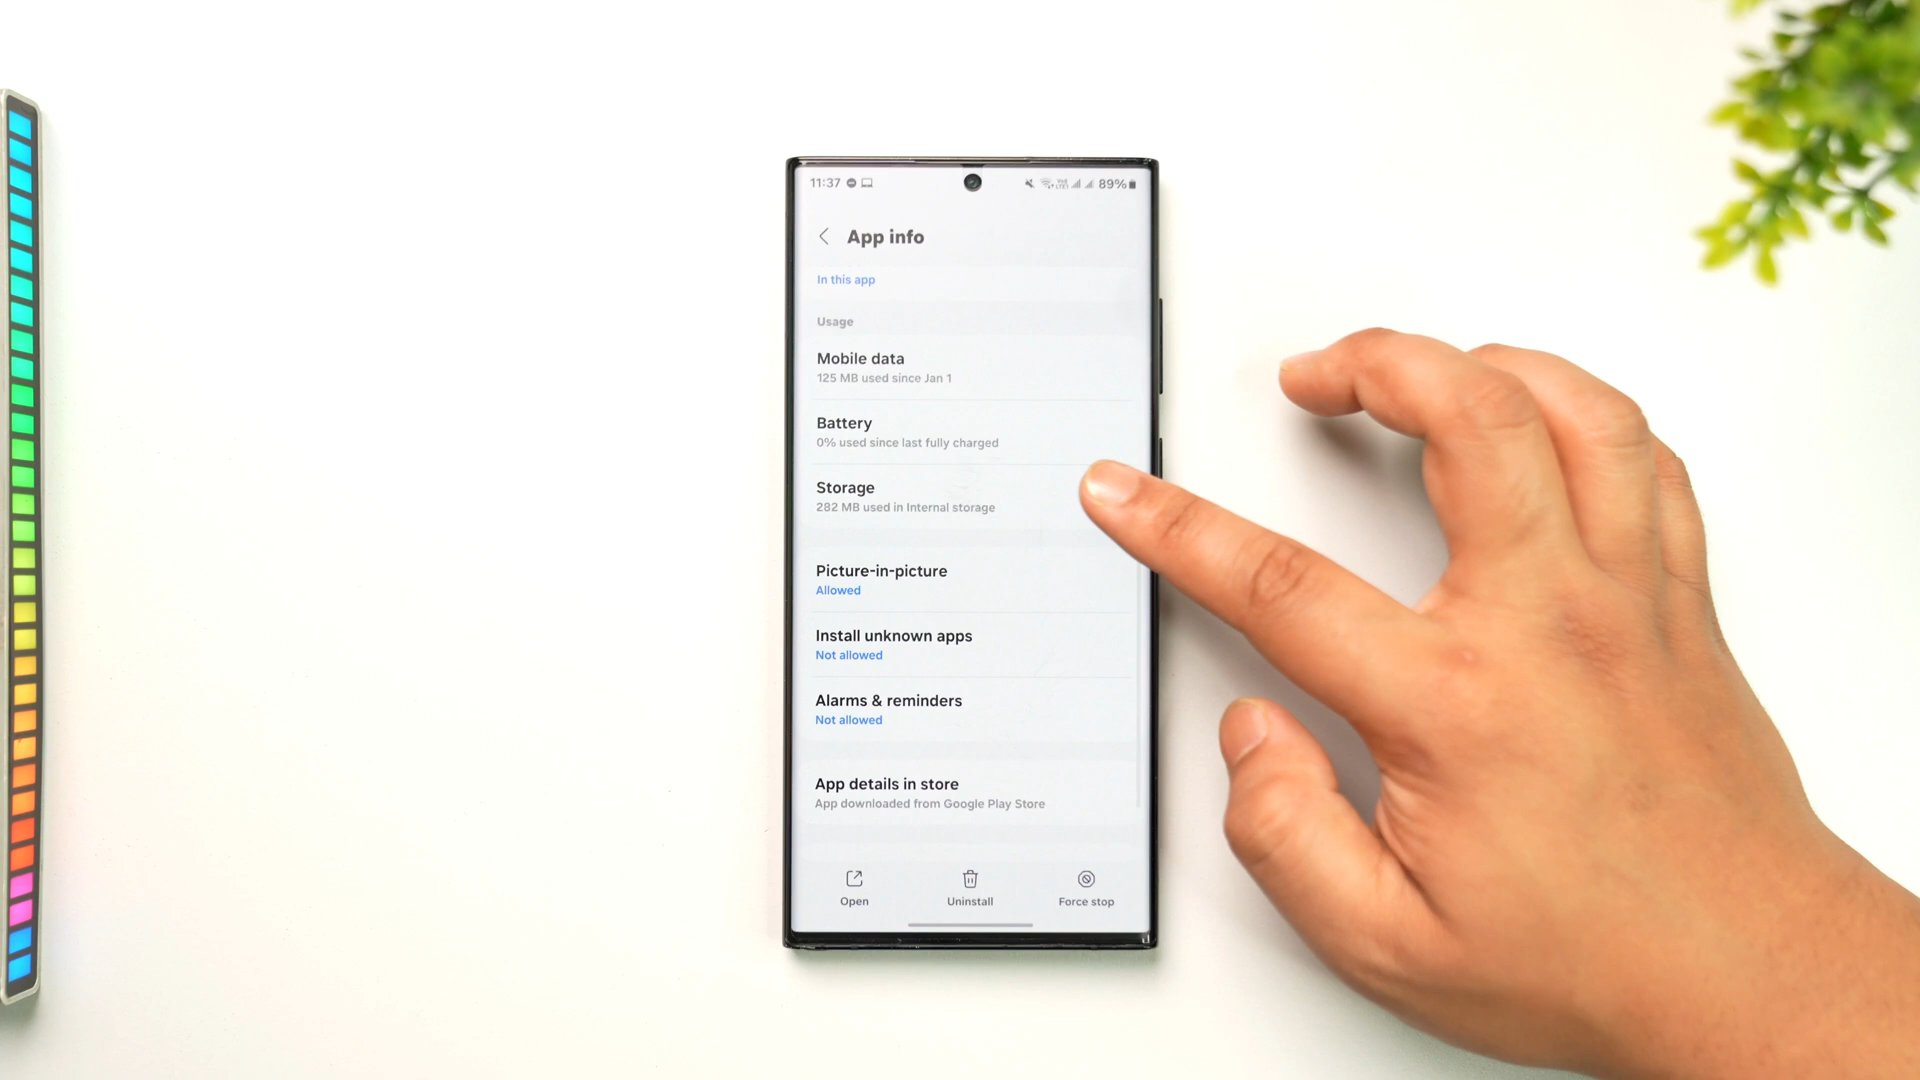 11:37 89%
App info
In this app
Usage
Mobile data
125 MB used since Jan 1
Battery
0% used since last fully charged
Storage
282 MB used in Internal storage
Picture-in-picture
Allowed
Install unknown apps
Not allowed
Alarms & reminders
Not allowed
App details in store
App downloaded from Google Play Store
Open Uninstall Force stop